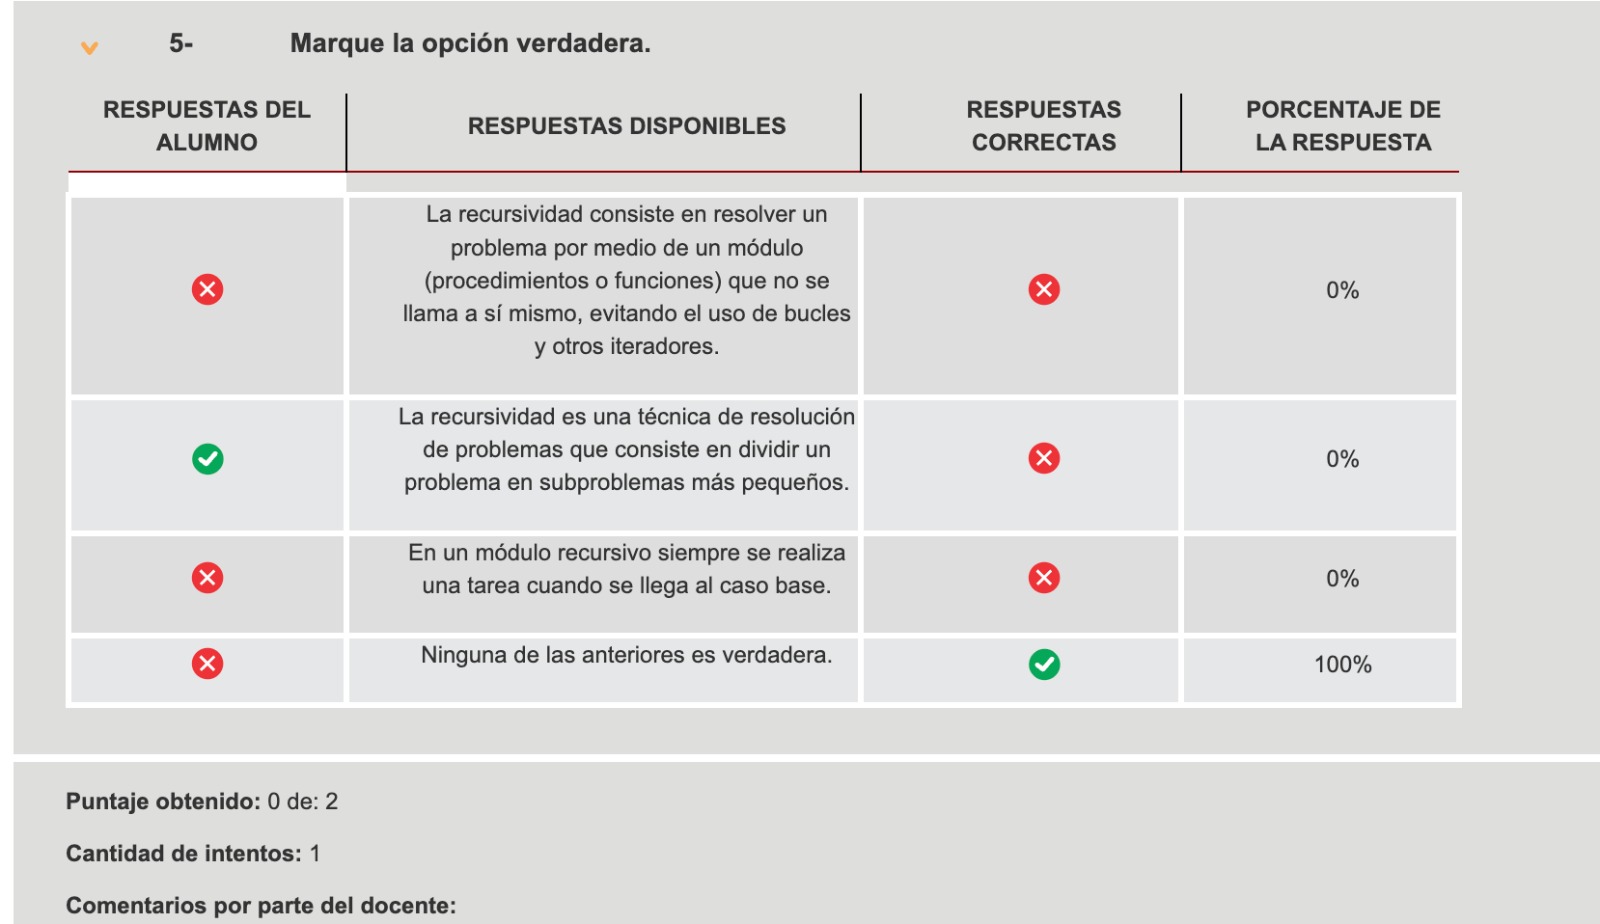 5- Marque la opción verdadera.
RESPUESTAS DEL
ALUMNO
RESPUESTAS DISPONIBLES
RESPUESTAS
CORRECTAS
PORCENTAJE DE
LA RESPUESTA
La recursividad consiste en resolver un
problema por medio de un módulo
(procedimientos o funciones) que no se
llama a sí mismo, evitando el uso de bucles
y otros iteradores.
0%
La recursividad es una técnica de resolución
de problemas que consiste en dividir un
problema en subproblemas más pequeños.
0%
En un módulo recursivo siempre se realiza
una tarea cuando se llega al caso base.
0%
Ninguna de las anteriores es verdadera.
100%
Puntaje obtenido: 0 de: 2
Cantidad de intentos: 1
Comentarios por parte del docente: